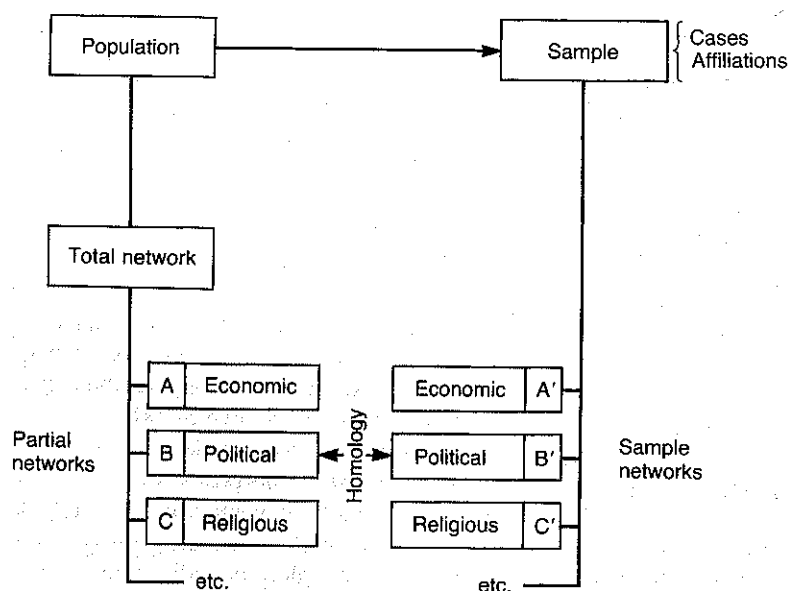 Population
Sample
Cases
Affiliations
Total network
Partial
networks
A Economic
B Political
C Religious
etc.
Homology
Economic A′
Political B′
Religious C′
etc.
Sample
networks